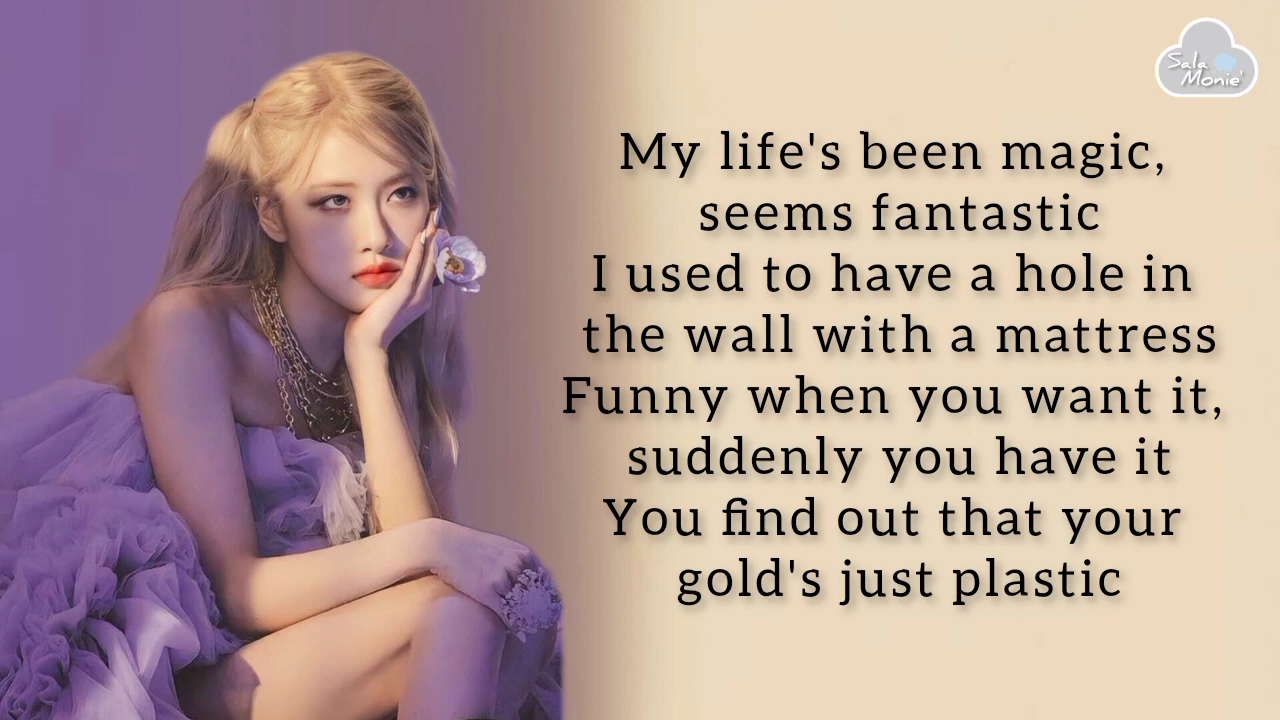 Sala
Monie'
My life's been magic,
seems fantastic
I used to have a hole in
the wall with a mattress
Funny when you want it,
suddenly you have it
You find out that your
gold's just plastic